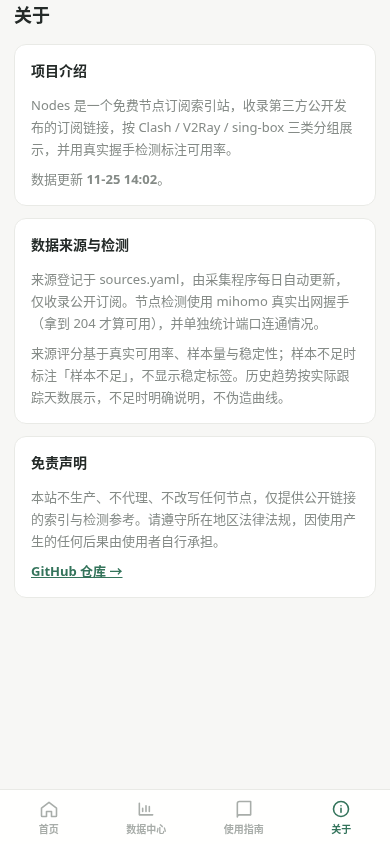 关于
项目介绍
Nodes 是一个免费节点订阅索引站，收录第三方公开发
布的订阅链接，按 Clash / V2Ray / sing-box 三类分组展
示，并用真实握手检测标注可用率。
数据更新 11-25 14:02。
数据来源与检测
来源登记于 sources.yaml，由采集程序每日自动更新，
仅收录公开订阅。节点检测使用 mihomo 真实出网握手
（拿到 204 才算可用），并单独统计端口连通情况。
来源评分基于真实可用率、样本量与稳定性；样本不足时
标注「样本不足」，不显示稳定标签。历史趋势按实际跟
踪天数展示，不足时明确说明，不伪造曲线。
免责声明
本站不生产、不代理、不改写任何节点，仅提供公开链接
的索引与检测参考。请遵守所在地区法律法规，因使用产
生的任何后果由使用者自行承担。
GitHub 仓库 →
首页
数据中心
使用指南
关于